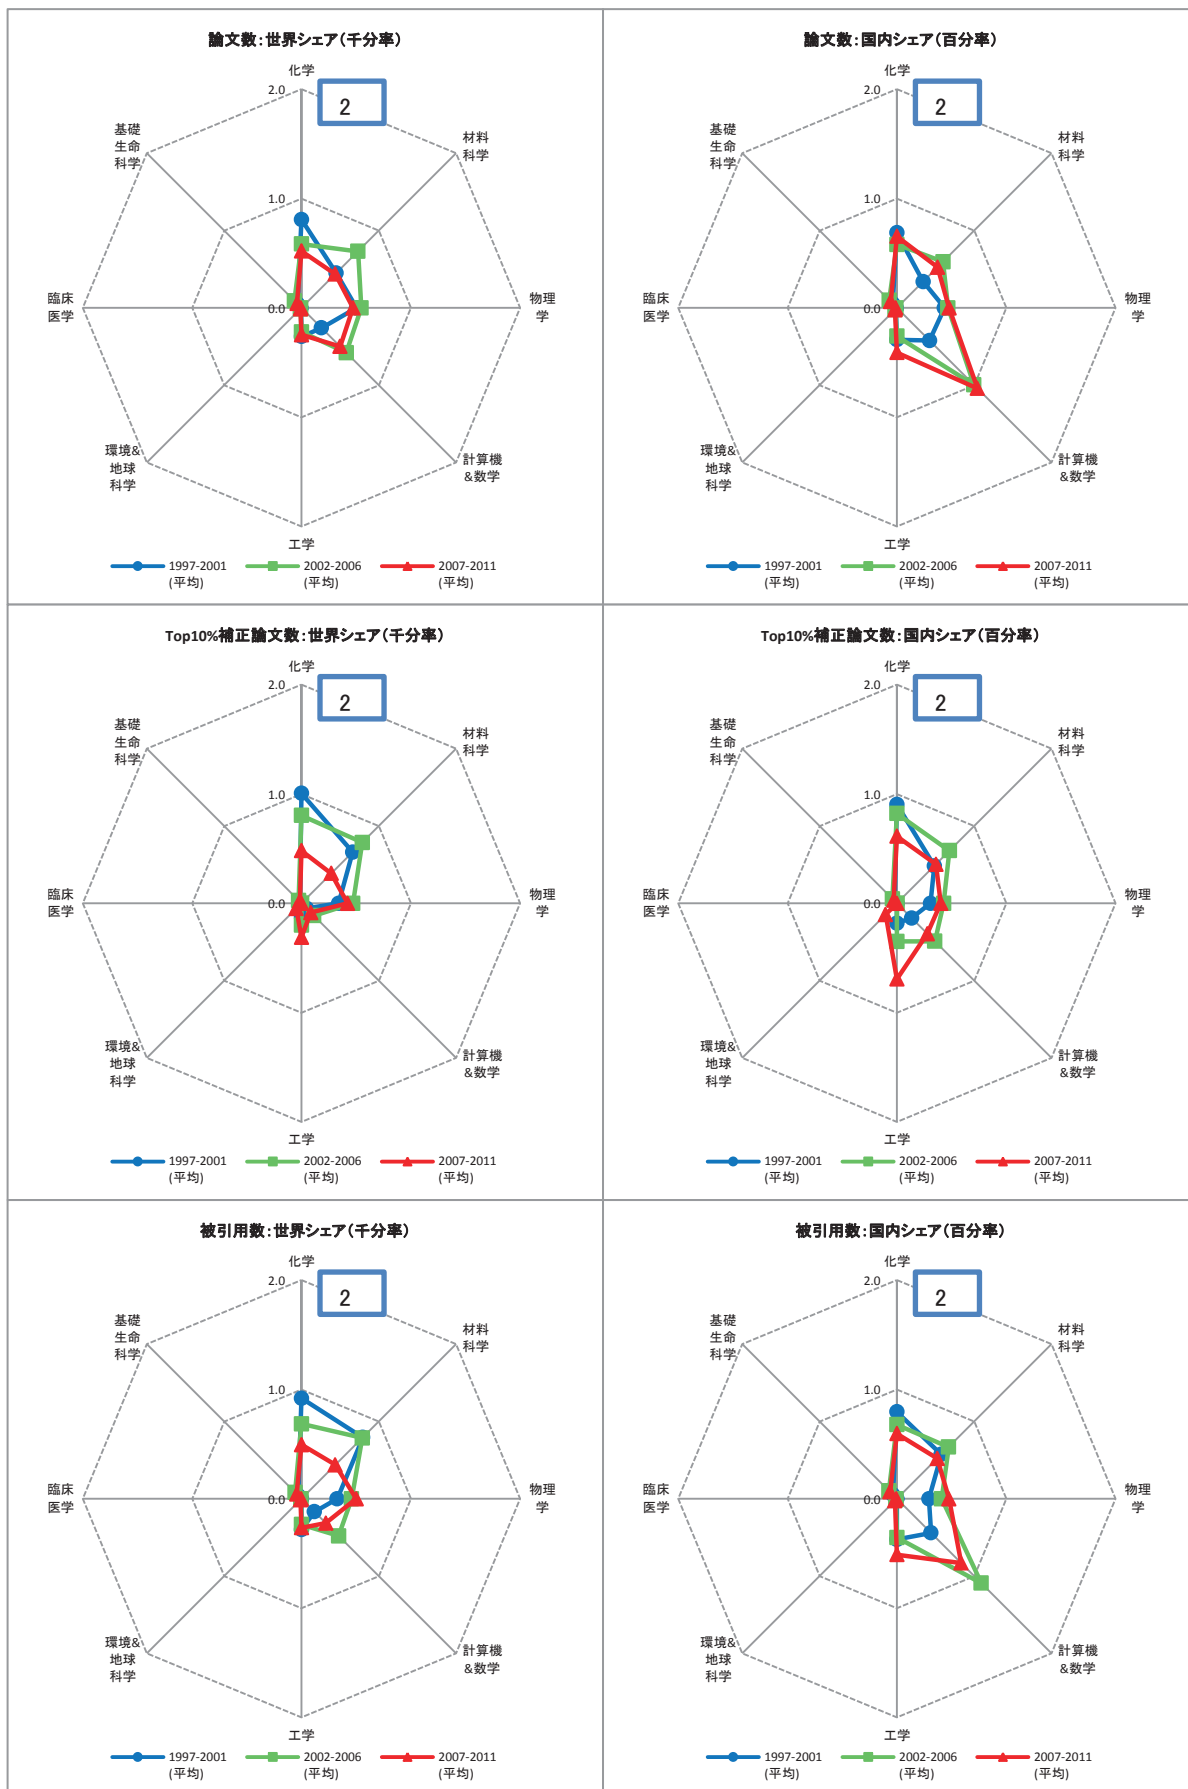 論文数：世界シェア（千分率）
化学
2.0
2
基礎
生命
科学
材料
科学
1.0
臨床
医学
0.0
物理
学
環境&
地球
科学
計算機
&数学
工学
1997-2001
(平均)
2002-2006
(平均)
2007-2011
(平均)
論文数：国内シェア（百分率）
化学
2.0
2
基礎
生命
科学
材料
科学
1.0
臨床
医学
0.0
物理
学
環境&
地球
科学
計算機
&数学
工学
1997-2001
(平均)
2002-2006
(平均)
2007-2011
(平均)
Top10%補正論文数：世界シェア（千分率）
化学
2.0
2
基礎
生命
科学
材料
科学
1.0
臨床
医学
0.0
物理
学
環境&
地球
科学
計算機
&数学
工学
1997-2001
(平均)
2002-2006
(平均)
2007-2011
(平均)
Top10%補正論文数：国内シェア（百分率）
化学
2.0
2
基礎
生命
科学
材料
科学
1.0
臨床
医学
0.0
物理
学
環境&
地球
科学
計算機
&数学
工学
1997-2001
(平均)
2002-2006
(平均)
2007-2011
(平均)
被引用数：世界シェア（千分率）
化学
2.0
2
基礎
生命
科学
材料
科学
1.0
臨床
医学
0.0
物理
学
環境&
地球
科学
計算機
&数学
工学
1997-2001
(平均)
2002-2006
(平均)
2007-2011
(平均)
被引用数：国内シェア（百分率）
化学
2.0
2
基礎
生命
科学
材料
科学
1.0
臨床
医学
0.0
物理
学
環境&
地球
科学
計算機
&数学
工学
1997-2001
(平均)
2002-2006
(平均)
2007-2011
(平均)